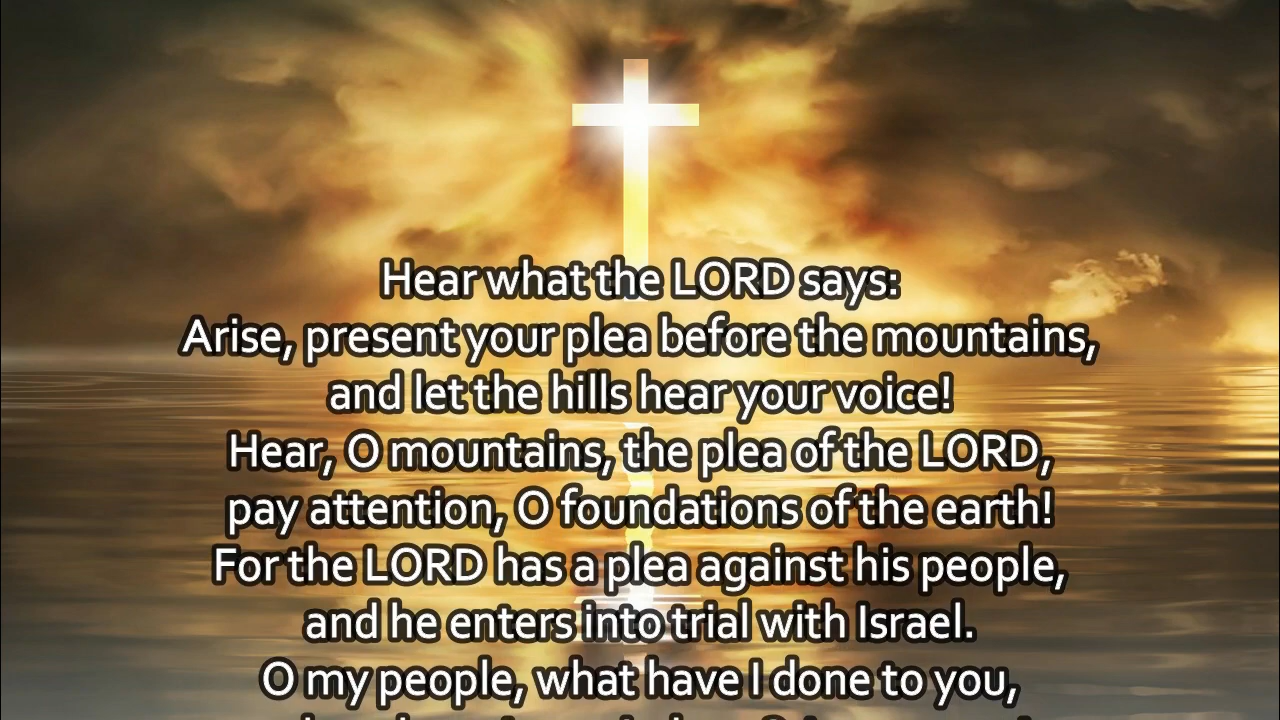 Hear what the LORD says:
Arise, present your plea before the mountains,
and let the hills hear your voice!
Hear, O mountains, the plea of the LORD,
pay attention, O foundations of the earth!
For the LORD has a plea against his people,
and he enters into trial with Israel.
O my people, what have I done to you,